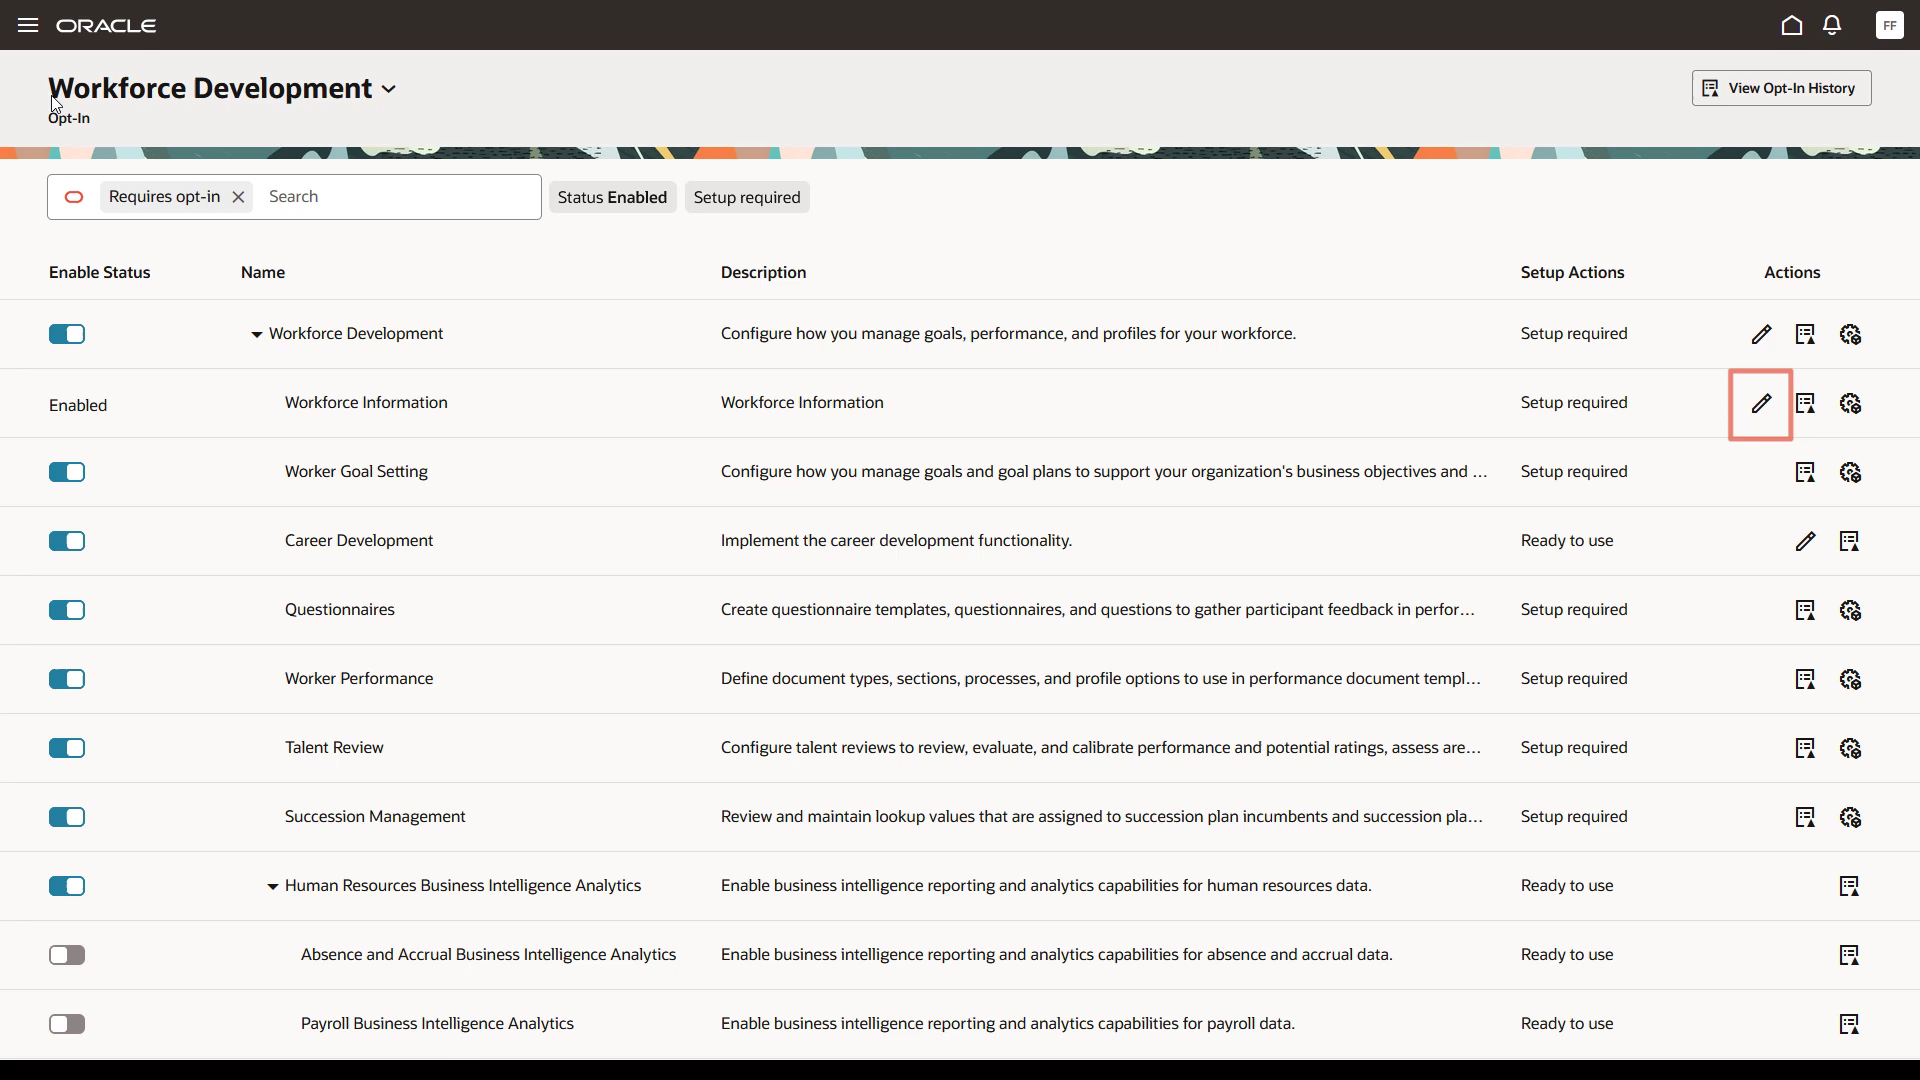 ORACLE
FF
Workforce Development
Opt-In
View Opt-In History
Requires opt-in Search Status Enabled Setup required
Enable Status Name Description Setup Actions Actions
Workforce Development Configure how you manage goals, performance, and profiles for your workforce. Setup required
Enabled Workforce Information Workforce Information Setup required
Worker Goal Setting Configure how you manage goals and goal plans to support your organization's business objectives and ... Setup required
Career Development Implement the career development functionality. Ready to use
Questionnaires Create questionnaire templates, questionnaires, and questions to gather participant feedback in perfor... Setup required
Worker Performance Define document types, sections, processes, and profile options to use in performance document templ... Setup required
Talent Review Configure talent reviews to review, evaluate, and calibrate performance and potential ratings, assess are... Setup required
Succession Management Review and maintain lookup values that are assigned to succession plan incumbents and succession pla... Setup required
Human Resources Business Intelligence Analytics Enable business intelligence reporting and analytics capabilities for human resources data. Ready to use
Absence and Accrual Business Intelligence Analytics Enable business intelligence reporting and analytics capabilities for absence and accrual data. Ready to use
Payroll Business Intelligence Analytics Enable business intelligence reporting and analytics capabilities for payroll data. Ready to use